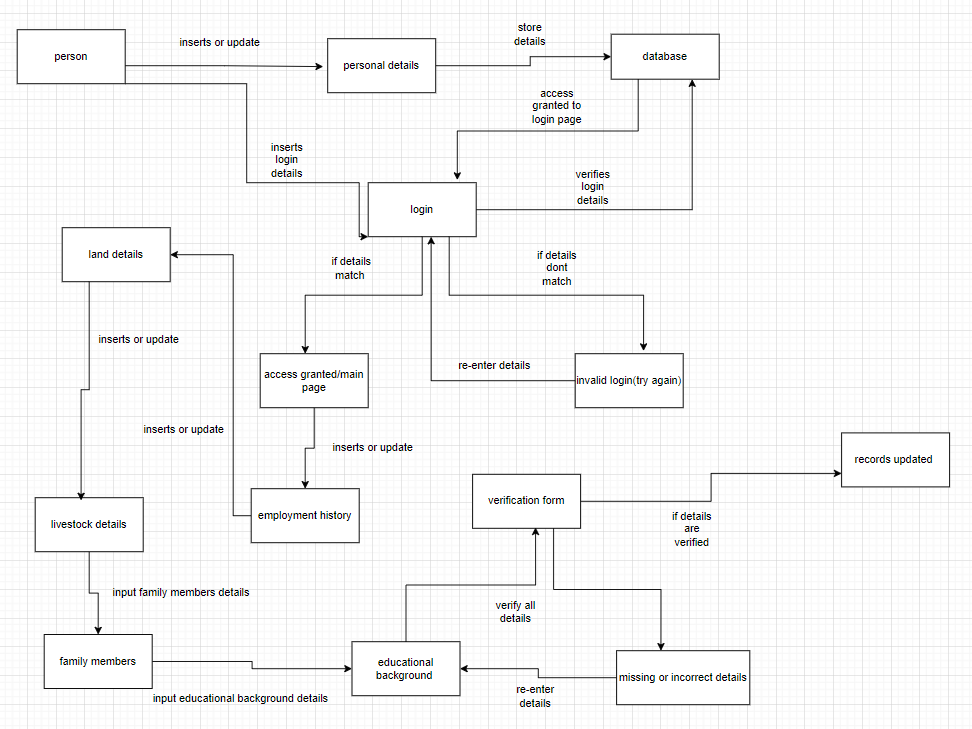 person
inserts or update
personal details
store
details
database
access
granted to
login page
inserts
login
details
verifies
login
details
login
land details
if details
match
if details
dont
match
inserts or update
access granted/main
page
re-enter details
invalid login(try again)
inserts or update
inserts or update
records updated
verification form
employment history
livestock details
if details
are
verified
input family members details
verify all
details
family members
educational
background
missing or incorrect details
input educational background details
re-enter
details